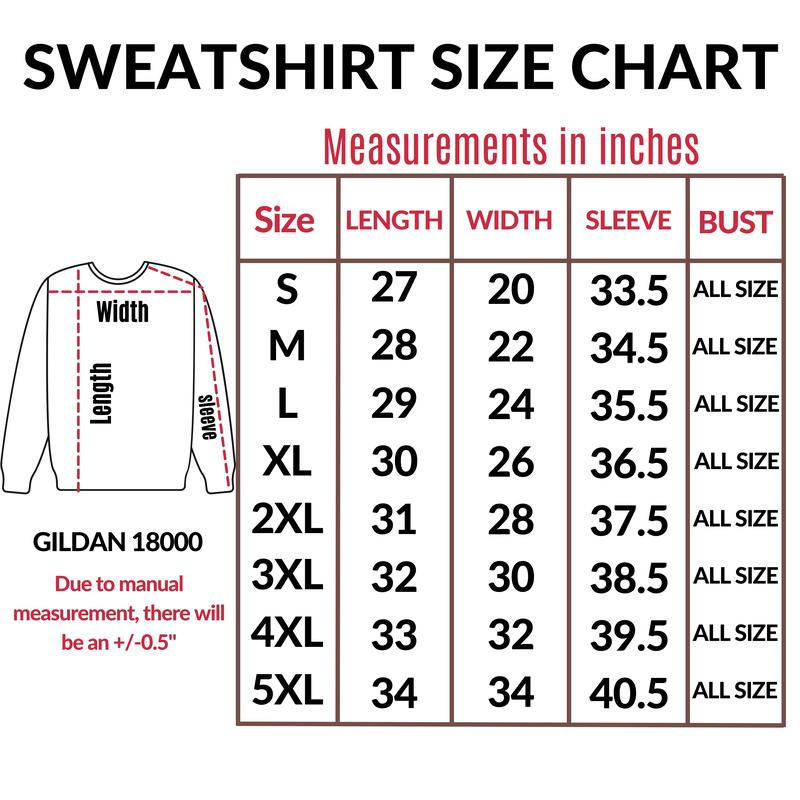 SWEATSHIRT SIZE CHART
Measurements in inches
Size LENGTH WIDTH SLEEVE BUST
S 27 20 33.5 ALL SIZE
M 28 22 34.5 ALL SIZE
L 29 24 35.5 ALL SIZE
XL 30 26 36.5 ALL SIZE
2XL 31 28 37.5 ALL SIZE
3XL 32 30 38.5 ALL SIZE
4XL 33 32 39.5 ALL SIZE
5XL 34 34 40.5 ALL SIZE
Width
Length
sleeve
GILDAN 18000
Due to manual
measurement, there will
be an +/-0.5"